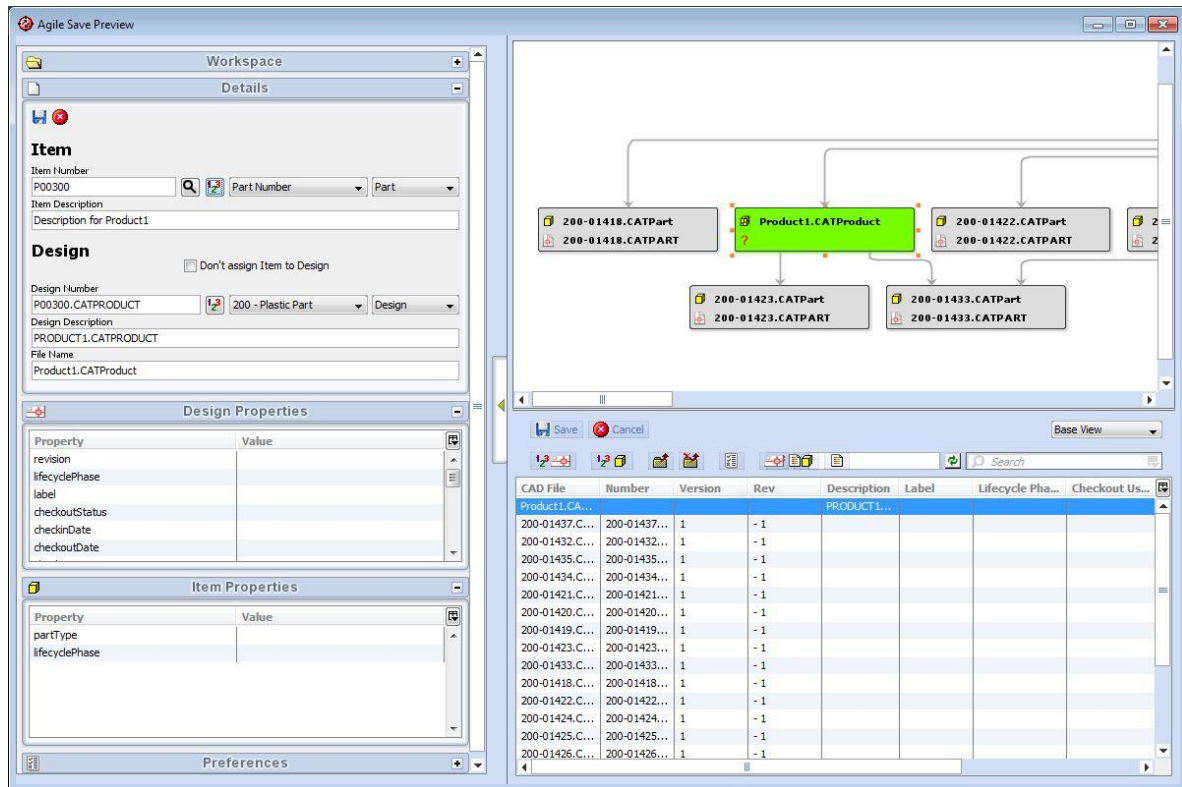 Agile Save Preview
Workspace
Details
Item
Item Number
P00300
Part Number
Part
Item Description
Description for Product1
Design
Don't assign Item to Design
Design Number
P00300.CATPRODUCT
200 - Plastic Part
Design
Design Description
PRODUCT1.CATPRODUCT
File Name
Product1.CATProduct
Design Properties
Property Value
revision
lifecyclePhase
label
checkoutStatus
checkinDate
checkoutDate
Item Properties
Property Value
partType
lifecyclePhase
Preferences
200-01418.CATPart
200-01418.CATPART
Product1.CATProduct
?
200-01422.CATPart
200-01422.CATPART
2
2
200-01423.CATPart
200-01423.CATPART
200-01433.CATPart
200-01433.CATPART
Save Cancel Base View
Search
CAD File Number Version Rev Description Label Lifecycle Pha... Checkout Us...
Product1.CA... PRODUCT1...
200-01437.C... 200-01437... 1 - 1
200-01432.C... 200-01432... 1 - 1
200-01435.C... 200-01435... 1 - 1
200-01434.C... 200-01434... 1 - 1
200-01421.C... 200-01421... 1 - 1
200-01420.C... 200-01420... 1 - 1
200-01419.C... 200-01419... 1 - 1
200-01423.C... 200-01423... 1 - 1
200-01433.C... 200-01433... 1 - 1
200-01418.C... 200-01418... 1 - 1
200-01422.C... 200-01422... 1 - 1
200-01424.C... 200-01424... 1 - 1
200-01425.C... 200-01425... 1 - 1
200-01426.C... 200-01426... 1 - 1